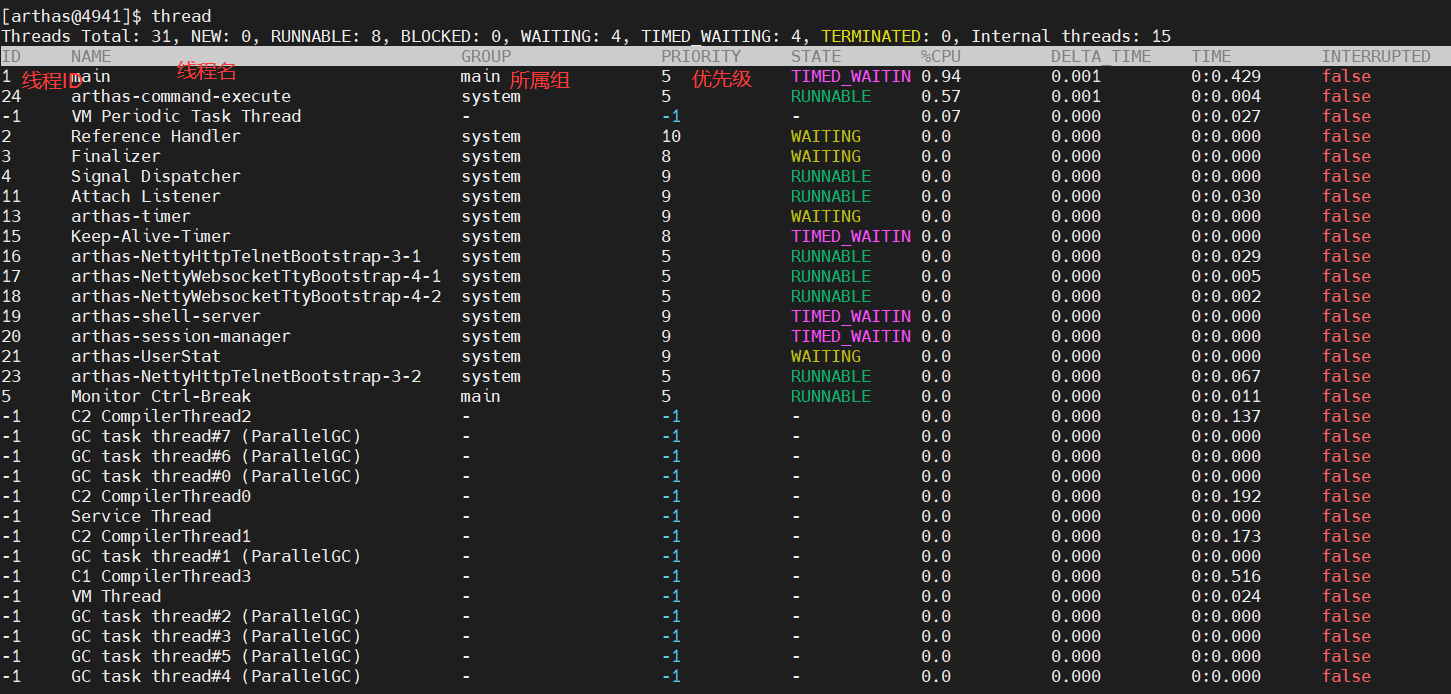 [arthas@4941]$ thread
Threads Total: 31, NEW: 0, RUNNABLE: 8, BLOCKED: 0, WAITING: 4, TIMED_WAITING: 4, TERMINATED: 0, Internal threads: 15
ID NAME GROUP PRIORITY STATE %CPU DELTA_TIME TIME INTERRUPTED
线程ID 线程名 所属组 优先级
1 main main 5 TIMED_WAITIN 0.94 0.001 0:0.429 false
24 arthas-command-execute system 5 RUNNABLE 0.57 0.001 0:0.004 false
-1 VM Periodic Task Thread - -1 - 0.07 0.000 0:0.027 false
2 Reference Handler system 10 WAITING 0.0 0.000 0:0.000 false
3 Finalizer system 8 WAITING 0.0 0.000 0:0.000 false
4 Signal Dispatcher system 9 RUNNABLE 0.0 0.000 0:0.000 false
11 Attach Listener system 9 RUNNABLE 0.0 0.000 0:0.030 false
13 arthas-timer system 9 WAITING 0.0 0.000 0:0.000 false
15 Keep-Alive-Timer system 8 TIMED_WAITIN 0.0 0.000 0:0.000 false
16 arthas-NettyHttpTelnetBootstrap-3-1 system 5 RUNNABLE 0.0 0.000 0:0.029 false
17 arthas-NettyWebsocketTtyBootstrap-4-1 system 5 RUNNABLE 0.0 0.000 0:0.005 false
18 arthas-NettyWebsocketTtyBootstrap-4-2 system 5 RUNNABLE 0.0 0.000 0:0.002 false
19 arthas-shell-server system 9 TIMED_WAITIN 0.0 0.000 0:0.000 false
20 arthas-session-manager system 9 TIMED_WAITIN 0.0 0.000 0:0.000 false
21 arthas-UserStat system 9 WAITING 0.0 0.000 0:0.000 false
23 arthas-NettyHttpTelnetBootstrap-3-2 system 5 RUNNABLE 0.0 0.000 0:0.067 false
5 Monitor Ctrl-Break main 5 RUNNABLE 0.0 0.000 0:0.011 false
-1 C2 CompilerThread2 - -1 - 0.0 0.000 0:0.137 false
-1 GC task thread#7 (ParallelGC) - -1 - 0.0 0.000 0:0.000 false
-1 GC task thread#6 (ParallelGC) - -1 - 0.0 0.000 0:0.000 false
-1 GC task thread#0 (ParallelGC) - -1 - 0.0 0.000 0:0.000 false
-1 C2 CompilerThread0 - -1 - 0.0 0.000 0:0.192 false
-1 Service Thread - -1 - 0.0 0.000 0:0.000 false
-1 C2 CompilerThread1 - -1 - 0.0 0.000 0:0.173 false
-1 GC task thread#1 (ParallelGC) - -1 - 0.0 0.000 0:0.000 false
-1 C1 CompilerThread3 - -1 - 0.0 0.000 0:0.516 false
-1 VM Thread - -1 - 0.0 0.000 0:0.024 false
-1 GC task thread#2 (ParallelGC) - -1 - 0.0 0.000 0:0.000 false
-1 GC task thread#3 (ParallelGC) - -1 - 0.0 0.000 0:0.000 false
-1 GC task thread#5 (ParallelGC) - -1 - 0.0 0.000 0:0.000 false
-1 GC task thread#4 (ParallelGC) - -1 - 0.0 0.000 0:0.000 false